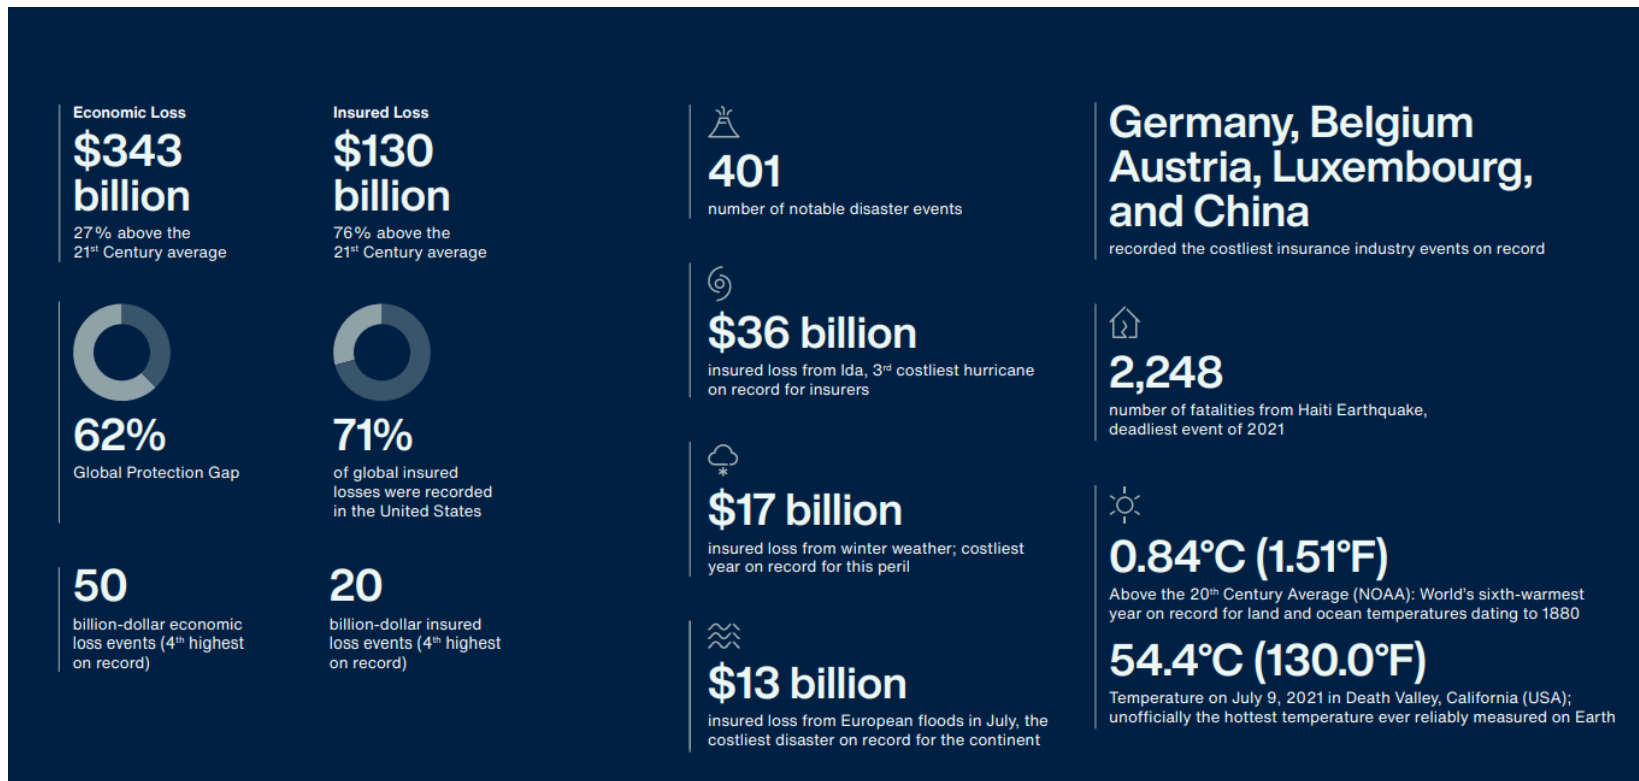 Economic Loss
$343
billion
27% above the
21st Century average
Insured Loss
$130
billion
76% above the
21st Century average
62%
Global Protection Gap
71%
of global insured
losses were recorded
in the United States
50
billion-dollar economic
loss events (4th highest
on record)
20
billion-dollar insured
loss events (4th highest
on record)
401
number of notable disaster events
$36 billion
insured loss from Ida, 3rd costliest hurricane
on record for insurers
$17 billion
insured loss from winter weather; costliest
year on record for this peril
$13 billion
insured loss from European floods in July, the
costliest disaster on record for the continent
Germany, Belgium
Austria, Luxembourg,
and China
recorded the costliest insurance industry events on record
2,248
number of fatalities from Haiti Earthquake,
deadliest event of 2021
0.84°C (1.51°F)
Above the 20th Century Average (NOAA): World's sixth-warmest
year on record for land and ocean temperatures dating to 1880
54.4°C (130.0°F)
Temperature on July 9, 2021 in Death Valley, California (USA);
unofficially the hottest temperature ever reliably measured on Earth